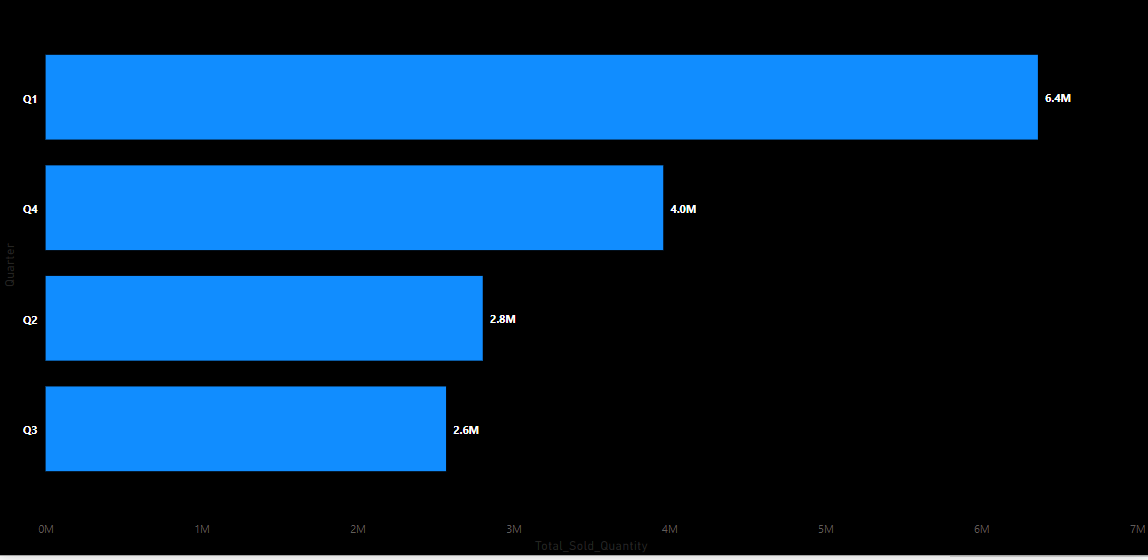 Q1 6.4M
Q4 4.0M
Quarter
Q2 2.8M
Q3 2.6M
0M 1M 2M 3M 4M 5M 6M 7M
Total_Sold_Quantity